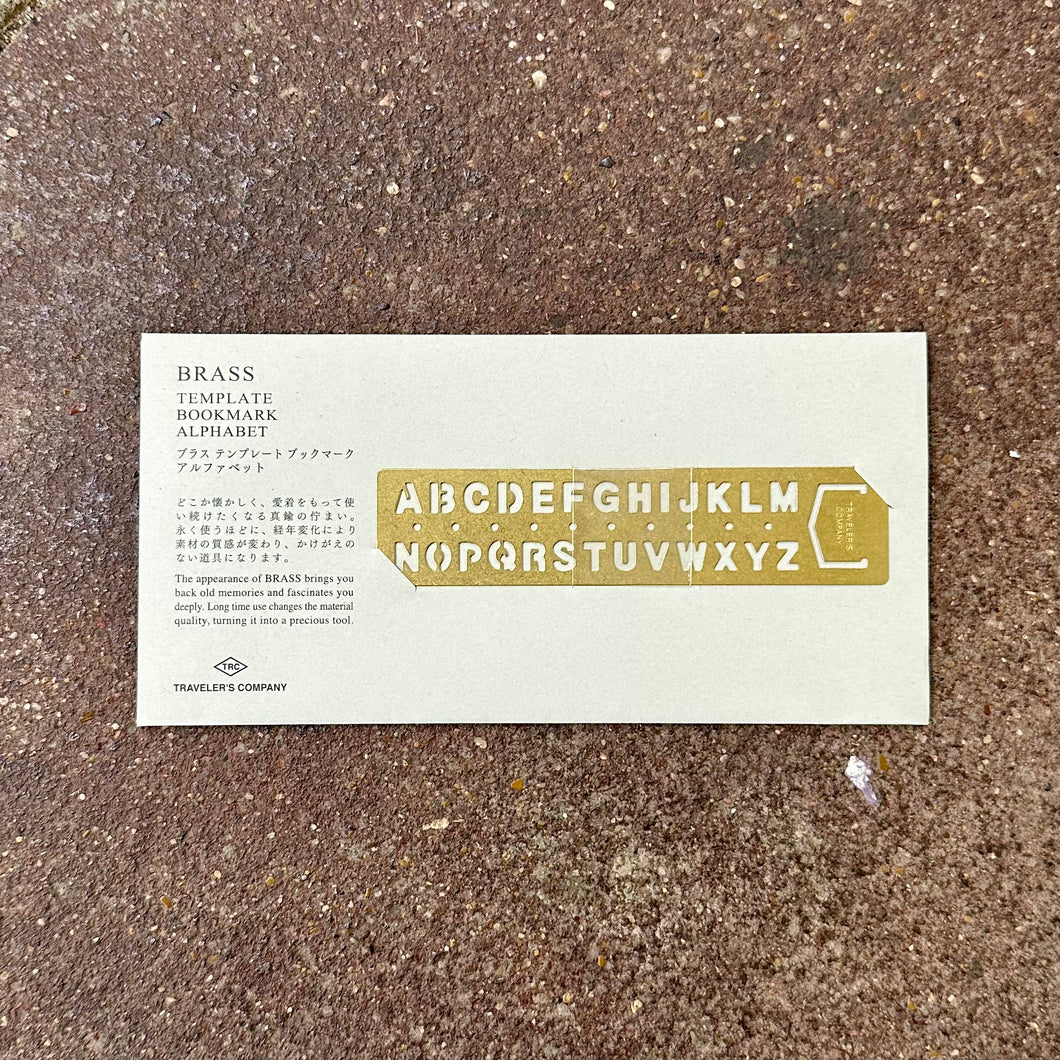 BRASS
TEMPLATE
BOOKMARK
ALPHABET
ブラス テンプレートブックマーク
アルファベット
どこか懐かしく、愛着をもって使
い続けたくなる真鍮の佇まい。
永く使うほどに、経年変化により
素材の質感が変わり、かけがえの
ない道具になります。
The appearance of BRASS brings you
back old memories and fascinates you
deeply. Long time use changes the material
quality, turning it into a precious tool.
TRC
TRAVELER'S COMPANY
ABCDEFGHIJKLM
NOPQRSTUVWXYZ
TRAVELER'S
COMPANY